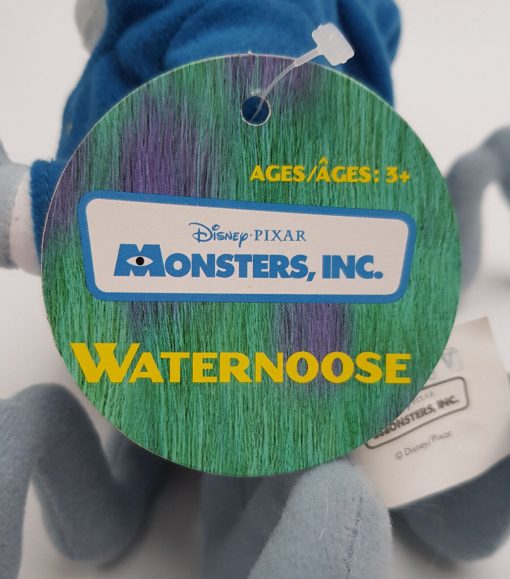 AGES/ÂGES: 3+
Disney·PIXAR
MONSTERS, INC.
WATERNOOSE
MONSTERS, INC.
© Disney/Pixar